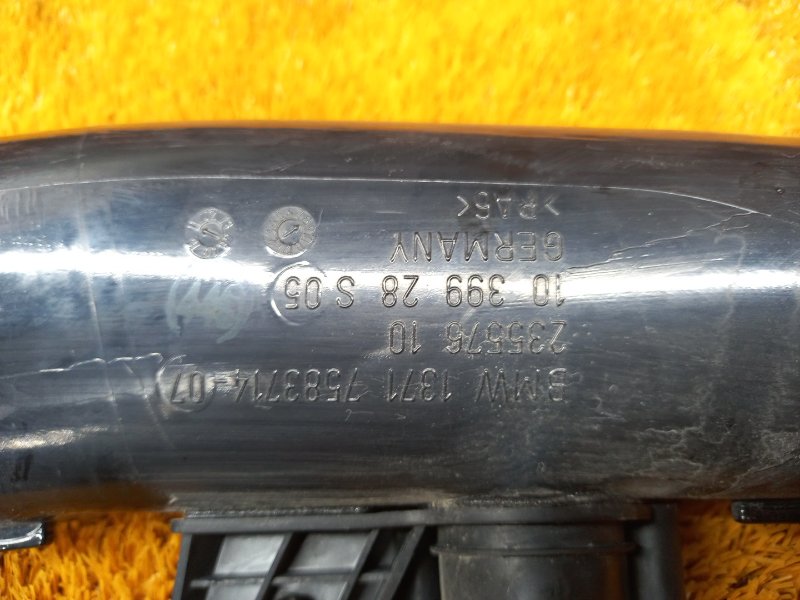 BMW 1371 7583714-07
235576 10
10 399 28 S 05
GERMANY
>PA6<